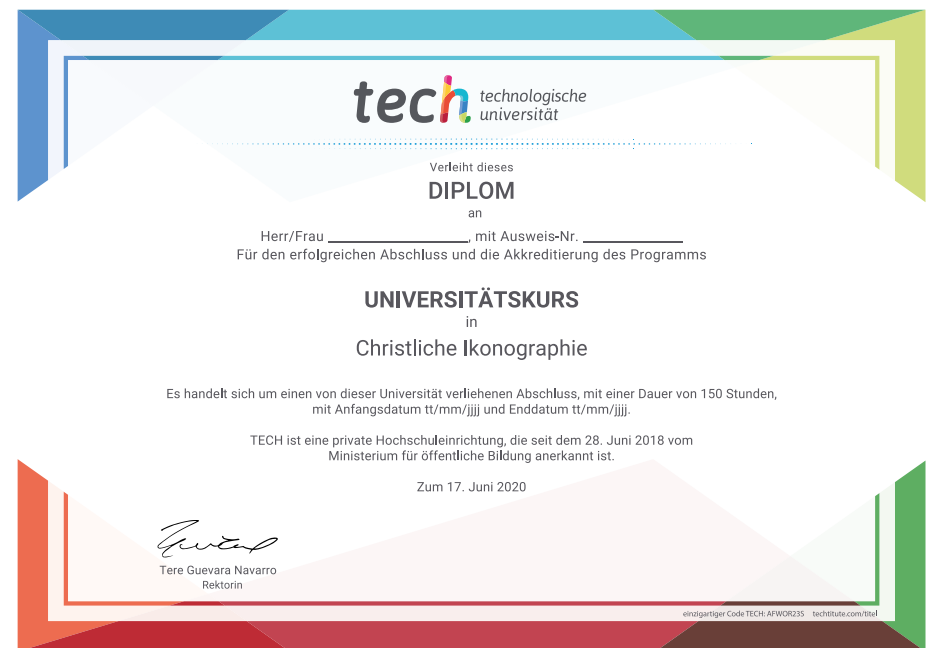 tech technologische
universität
Verleiht dieses
DIPLOM
an
Herr/Frau ____________________, mit Ausweis-Nr. ______________
Für den erfolgreichen Abschluss und die Akkreditierung des Programms
UNIVERSITÄTSKURS
in
Christliche Ikonographie
Es handelt sich um einen von dieser Universität verliehenen Abschluss, mit einer Dauer von 150 Stunden,
mit Anfangsdatum tt/mm/jjjj und Enddatum tt/mm/jjjj.
TECH ist eine private Hochschuleinrichtung, die seit dem 28. Juni 2018 vom
Ministerium für öffentliche Bildung anerkannt ist.
Zum 17. Juni 2020
Tere Guevara Navarro
Rektorin
einzigartiger Code TECH: AFWOR23S techtitute.com/titel